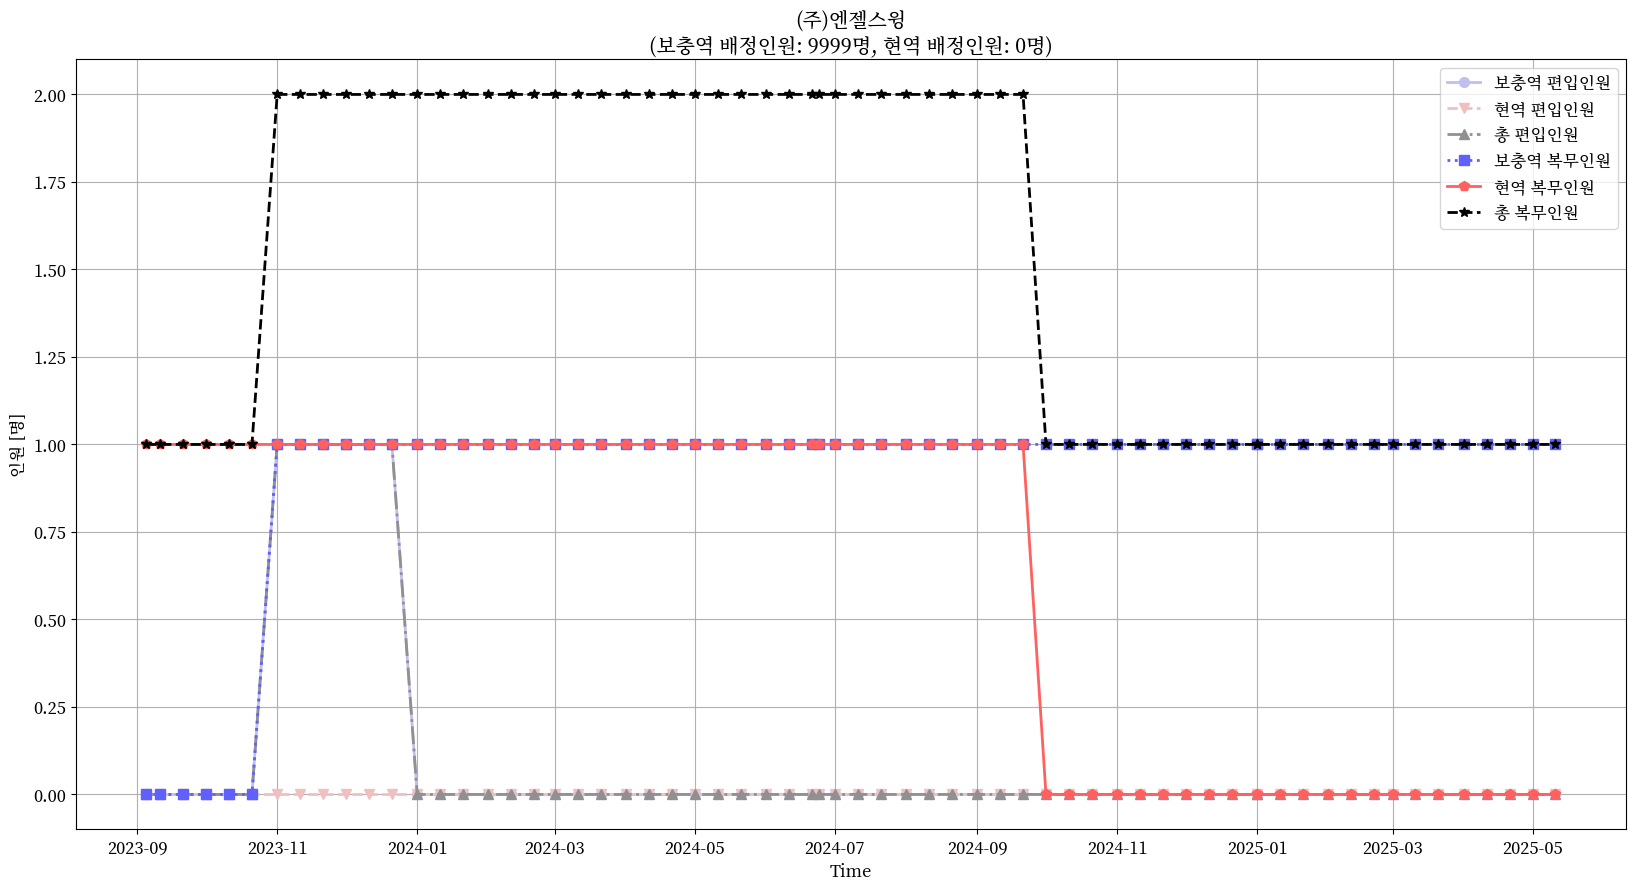 (주)엔젤스윙
(보충역 배정인원: 9999명, 현역 배정인원: 0명)
보충역 편입인원
현역 편입인원
총 편입인원
보충역 복무인원
현역 복무인원
총 복무인원
2.00
1.75
1.50
1.25
1.00
0.75
0.50
0.25
0.00
인원 [명]
2023-09 2023-11 2024-01 2024-03 2024-05 2024-07 2024-09 2024-11 2025-01 2025-03 2025-05
Time